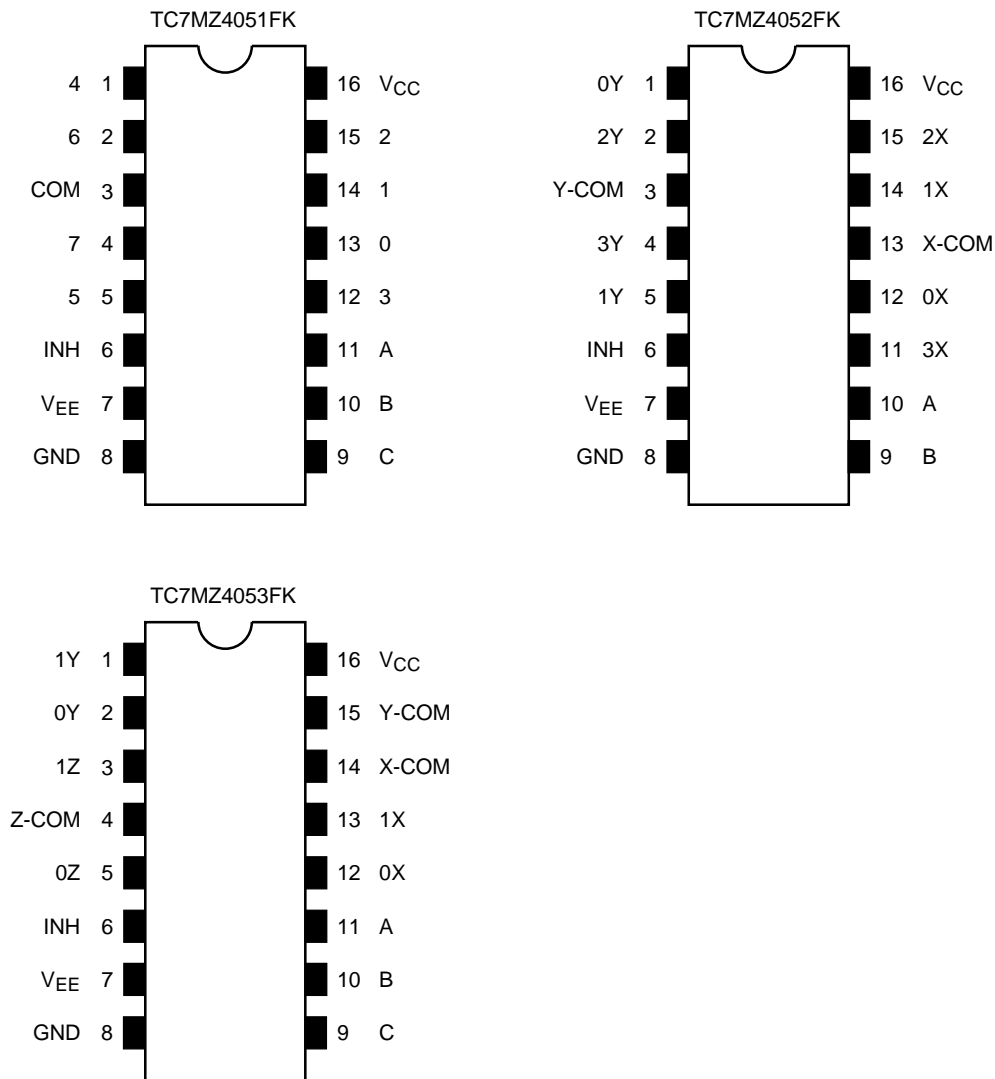 TC7MZ4051FK
4 1 16 VCC
6 2 15 2
COM 3 14 1
7 4 13 0
5 5 12 3
INH 6 11 A
VEE 7 10 B
GND 8 9 C
TC7MZ4052FK
0Y 1 16 VCC
2Y 2 15 2X
Y-COM 3 14 1X
3Y 4 13 X-COM
1Y 5 12 0X
INH 6 11 3X
VEE 7 10 A
GND 8 9 B
TC7MZ4053FK
1Y 1 16 VCC
0Y 2 15 Y-COM
1Z 3 14 X-COM
Z-COM 4 13 1X
0Z 5 12 0X
INH 6 11 A
VEE 7 10 B
GND 8 9 C